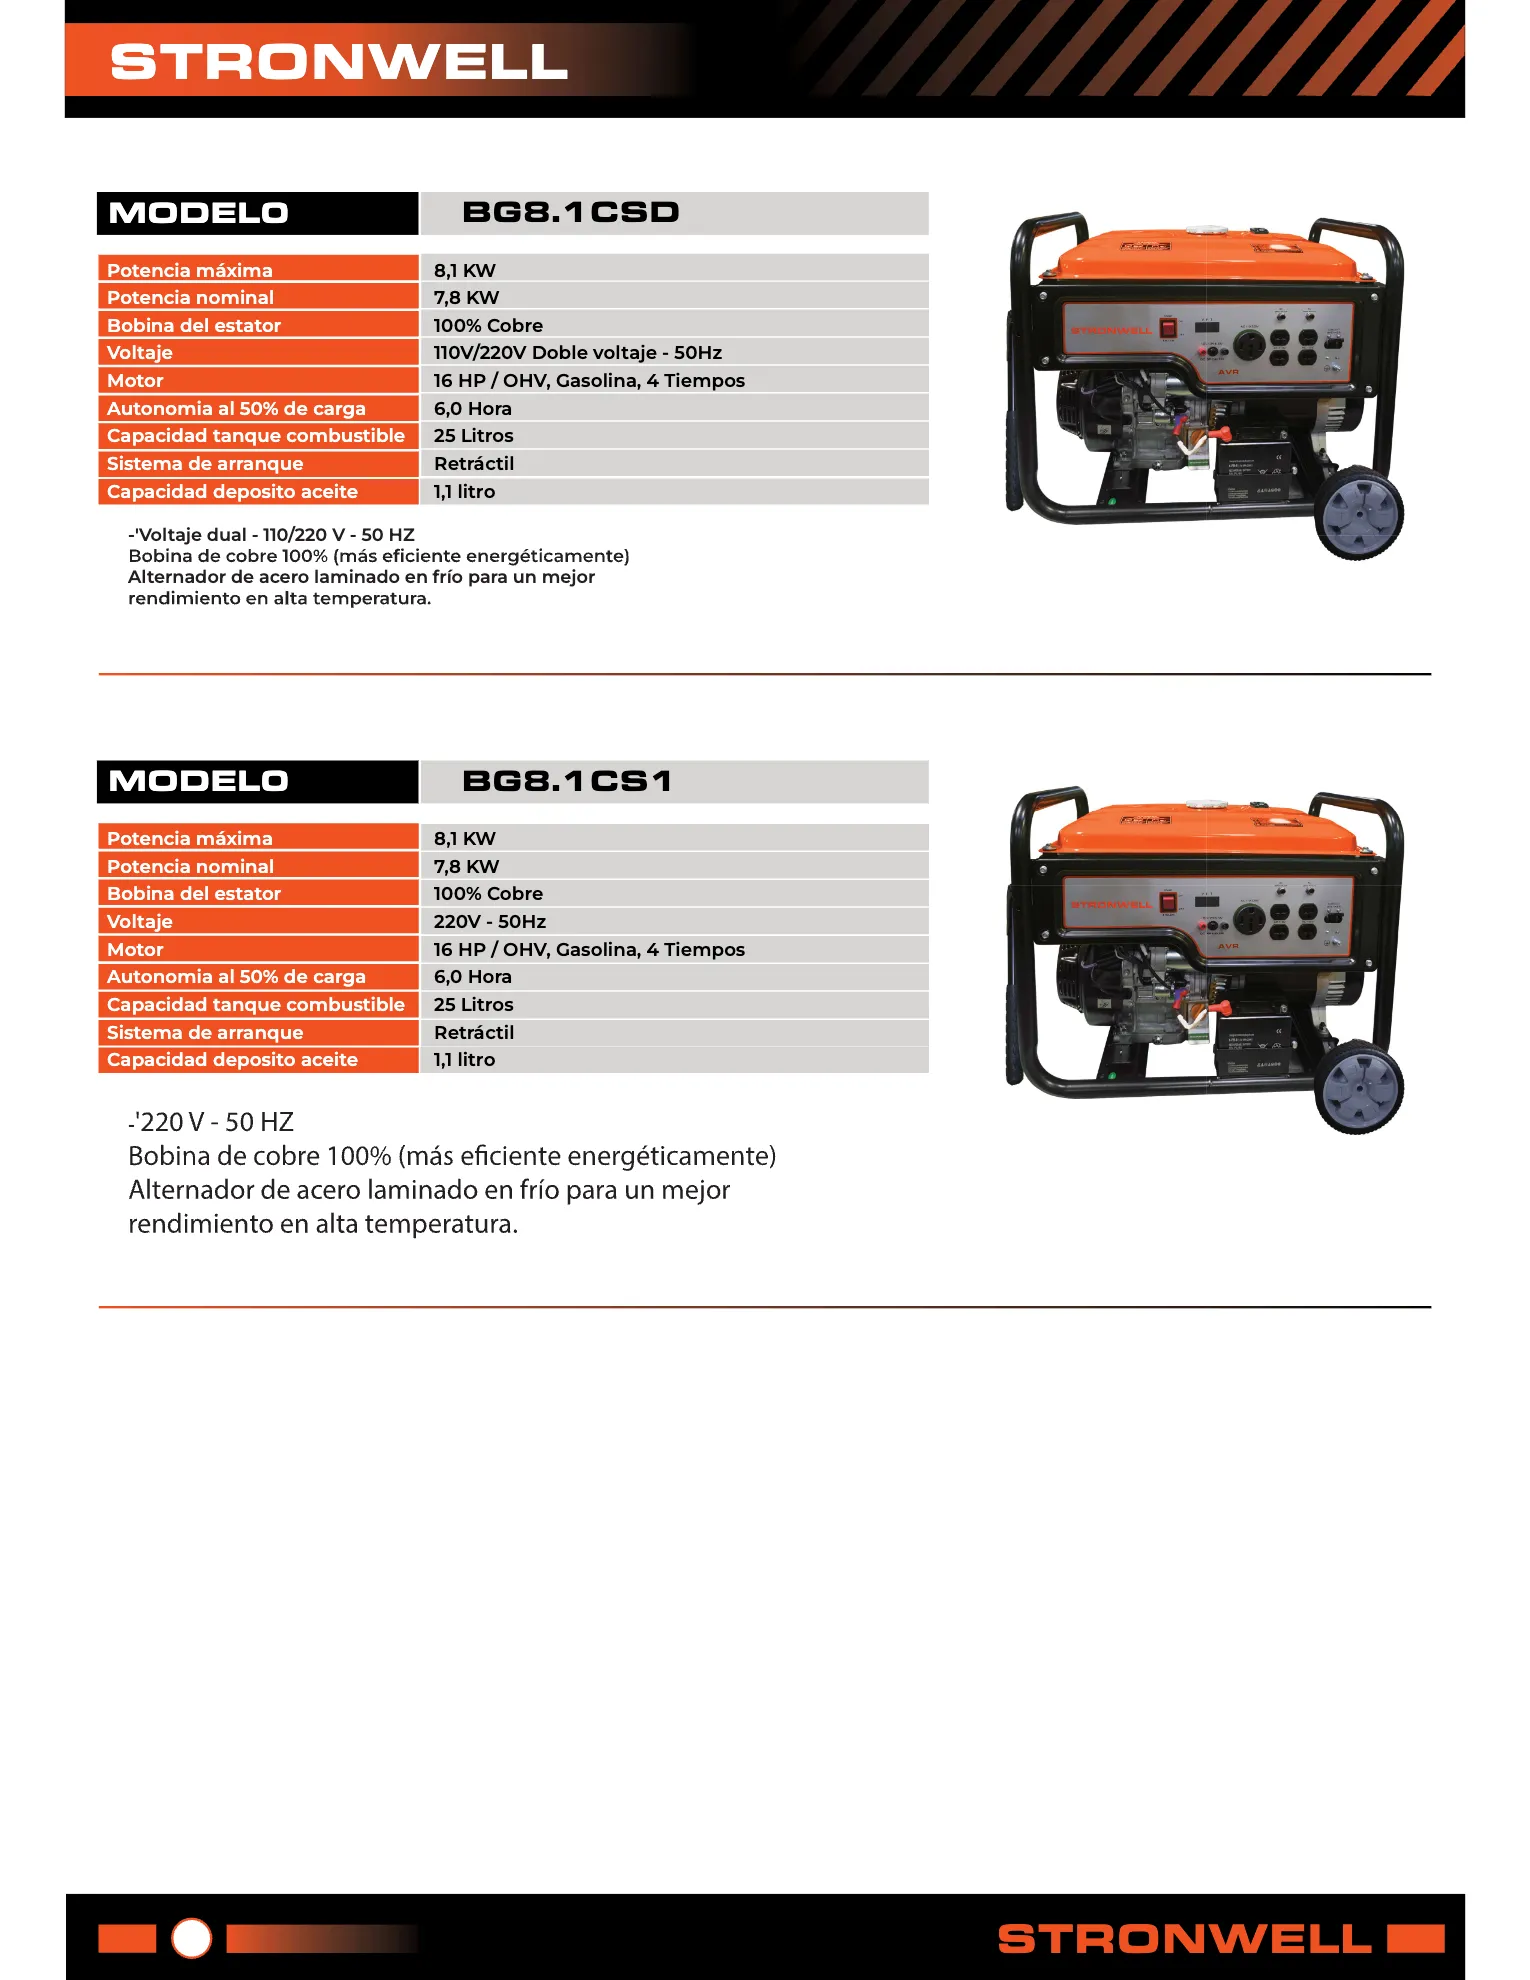 STRONWELL
MODELO BG8.1CSD
Potencia máxima 8,1 KW
Potencia nominal 7,8 KW
Bobina del estator 100% Cobre
Voltaje 110V/220V Doble voltaje - 50Hz
Motor 16 HP / OHV, Gasolina, 4 Tiempos
Autonomia al 50% de carga 6,0 Hora
Capacidad tanque combustible 25 Litros
Sistema de arranque Retráctil
Capacidad deposito aceite 1,1 litro
STRONWELL
AVR
-'Voltaje dual - 110/220 V - 50 HZ
Bobina de cobre 100% (más eficiente energéticamente)
Alternador de acero laminado en frío para un mejor
rendimiento en alta temperatura.
MODELO BG8.1CS1
Potencia máxima 8,1 KW
Potencia nominal 7,8 KW
Bobina del estator 100% Cobre
Voltaje 220V - 50Hz
Motor 16 HP / OHV, Gasolina, 4 Tiempos
Autonomia al 50% de carga 6,0 Hora
Capacidad tanque combustible 25 Litros
Sistema de arranque Retráctil
Capacidad deposito aceite 1,1 litro
STRONWELL
AVR
-'220 V - 50 HZ
Bobina de cobre 100% (más eficiente energéticamente)
Alternador de acero laminado en frío para un mejor
rendimiento en alta temperatura.
STRONWELL